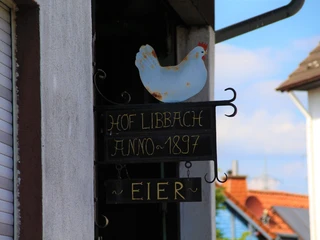 HOF LIBBACH
ANNO 1897
EIER